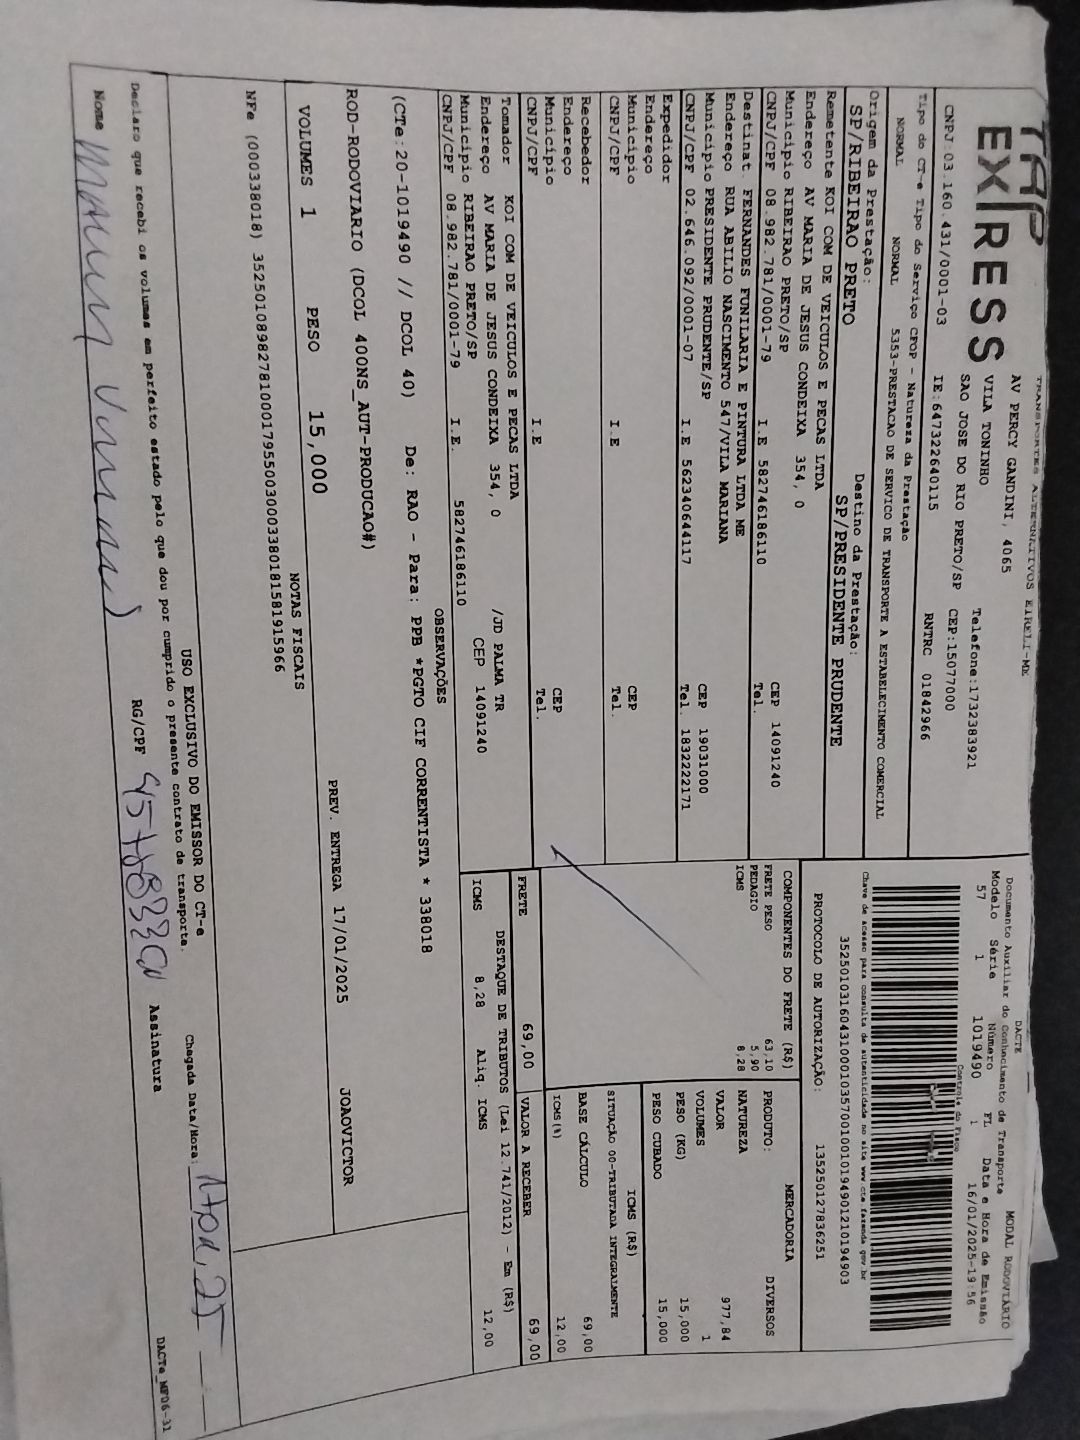 TAP
EXPRESS
TRANSPORTES ALTERNATIVOS EIRELI-ME
AV PERCY GANDINI, 4065
VILA TONINHO
SAO JOSE DO RIO PRETO/SP
Telefone:1732383921
CEP:15077000
CNPJ:03.160.431/0001-03 IE:647322640115 RNTRC 01842966
DACTE
Documento Auxiliar do Conhecimento de Transporte
MODAL RODOVIÁRIO
Modelo Série Número FL Data e Hora de Emissão
57 1 1019490 1 16/01/2025-19:56
Controle do Fisco
Chave de acesso para consulta de autenticidade no site www.cte.fazenda.gov.br
35250103160431000103570010010194901210194903
PROTOCOLO DE AUTORIZAÇÃO: 135250127836251
Tipo do CT-e Tipo do Serviço CFOP - Natureza da Prestação
NORMAL NORMAL 5353-PRESTACAO DE SERVICO DE TRANSPORTE A ESTABELECIMENTO COMERCIAL
Origem da Prestação: Destino da Prestação:
SP/RIBEIRAO PRETO SP/PRESIDENTE PRUDENTE
Remetente KOI COM DE VEICULOS E PECAS LTDA
Endereço AV MARIA DE JESUS CONDEIXA 354, 0
Município RIBEIRAO PRETO/SP CEP 14091240
CNPJ/CPF 08.982.781/0001-79 I.E 582746186110 Tel.
Destinat. FERNANDES FUNILARIA E PINTURA LTDA ME
Endereço RUA ABILIO NASCIMENTO 547/VILA MARIANA
Município PRESIDENTE PRUDENTE/SP CEP 19031000
CNPJ/CPF 02.646.092/0001-07 I.E 562340644117 Tel. 18322222171
Expedidor
Endereço
Município CEP
CNPJ/CPF I.E Tel.
Recebedor
Endereço
Município CEP
CNPJ/CPF I.E Tel.
Tomador KOI COM DE VEICULOS E PECAS LTDA
Endereço AV MARIA DE JESUS CONDEIXA 354, 0 /JD PALMA TR
Município RIBEIRAO PRETO/SP CEP 14091240
CNPJ/CPF 08.982.781/0001-79 I.E. 582746186110
COMPONENTES DO FRETE (R$)
FRETE PESO 63,10
PEDAGIO 5,90
ICMS 8,28
MERCADORIA
PRODUTO: DIVERSOS
NATUREZA
VALOR 977,84
VOLUMES 1
PESO (KG) 15,000
PESO CUBADO 15,000
ICMS (R$)
SITUAÇÃO 00-TRIBUTADA INTEGRALMENTE
BASE CÁLCULO 69,00
ICMS(%) 12,00
FRETE 69,00 VALOR A RECEBER 69,00
DESTAQUE DE TRIBUTOS (Lei 12.741/2012) - Em (R$)
ICMS 8,28 Aliq. ICMS 12,00
OBSERVAÇÕES
(CTe:20-1019490 // DCOL 40) De: RAO - Para: PPB *PGTO CIF CORRENTISTA * 338018
ROD-RODOVIARIO (DCOL 400NS_AUT-PRODUCAO#)
VOLUMES 1 PESO 15,000 PREV. ENTREGA 17/01/2025 JOAOVICTOR
NOTAS FISCAIS
NFe (000338018) 35250108982781000179550030003380181581915966
USO EXCLUSIVO DO EMISSOR DO CT-e
Declaro que recebi os volumes em perfeito estado pelo que dou por cumprido o presente contrato de transporte.
Chegada Data/Hora:
Nome RG/CPF Assinatura
DACTe_MF06-31